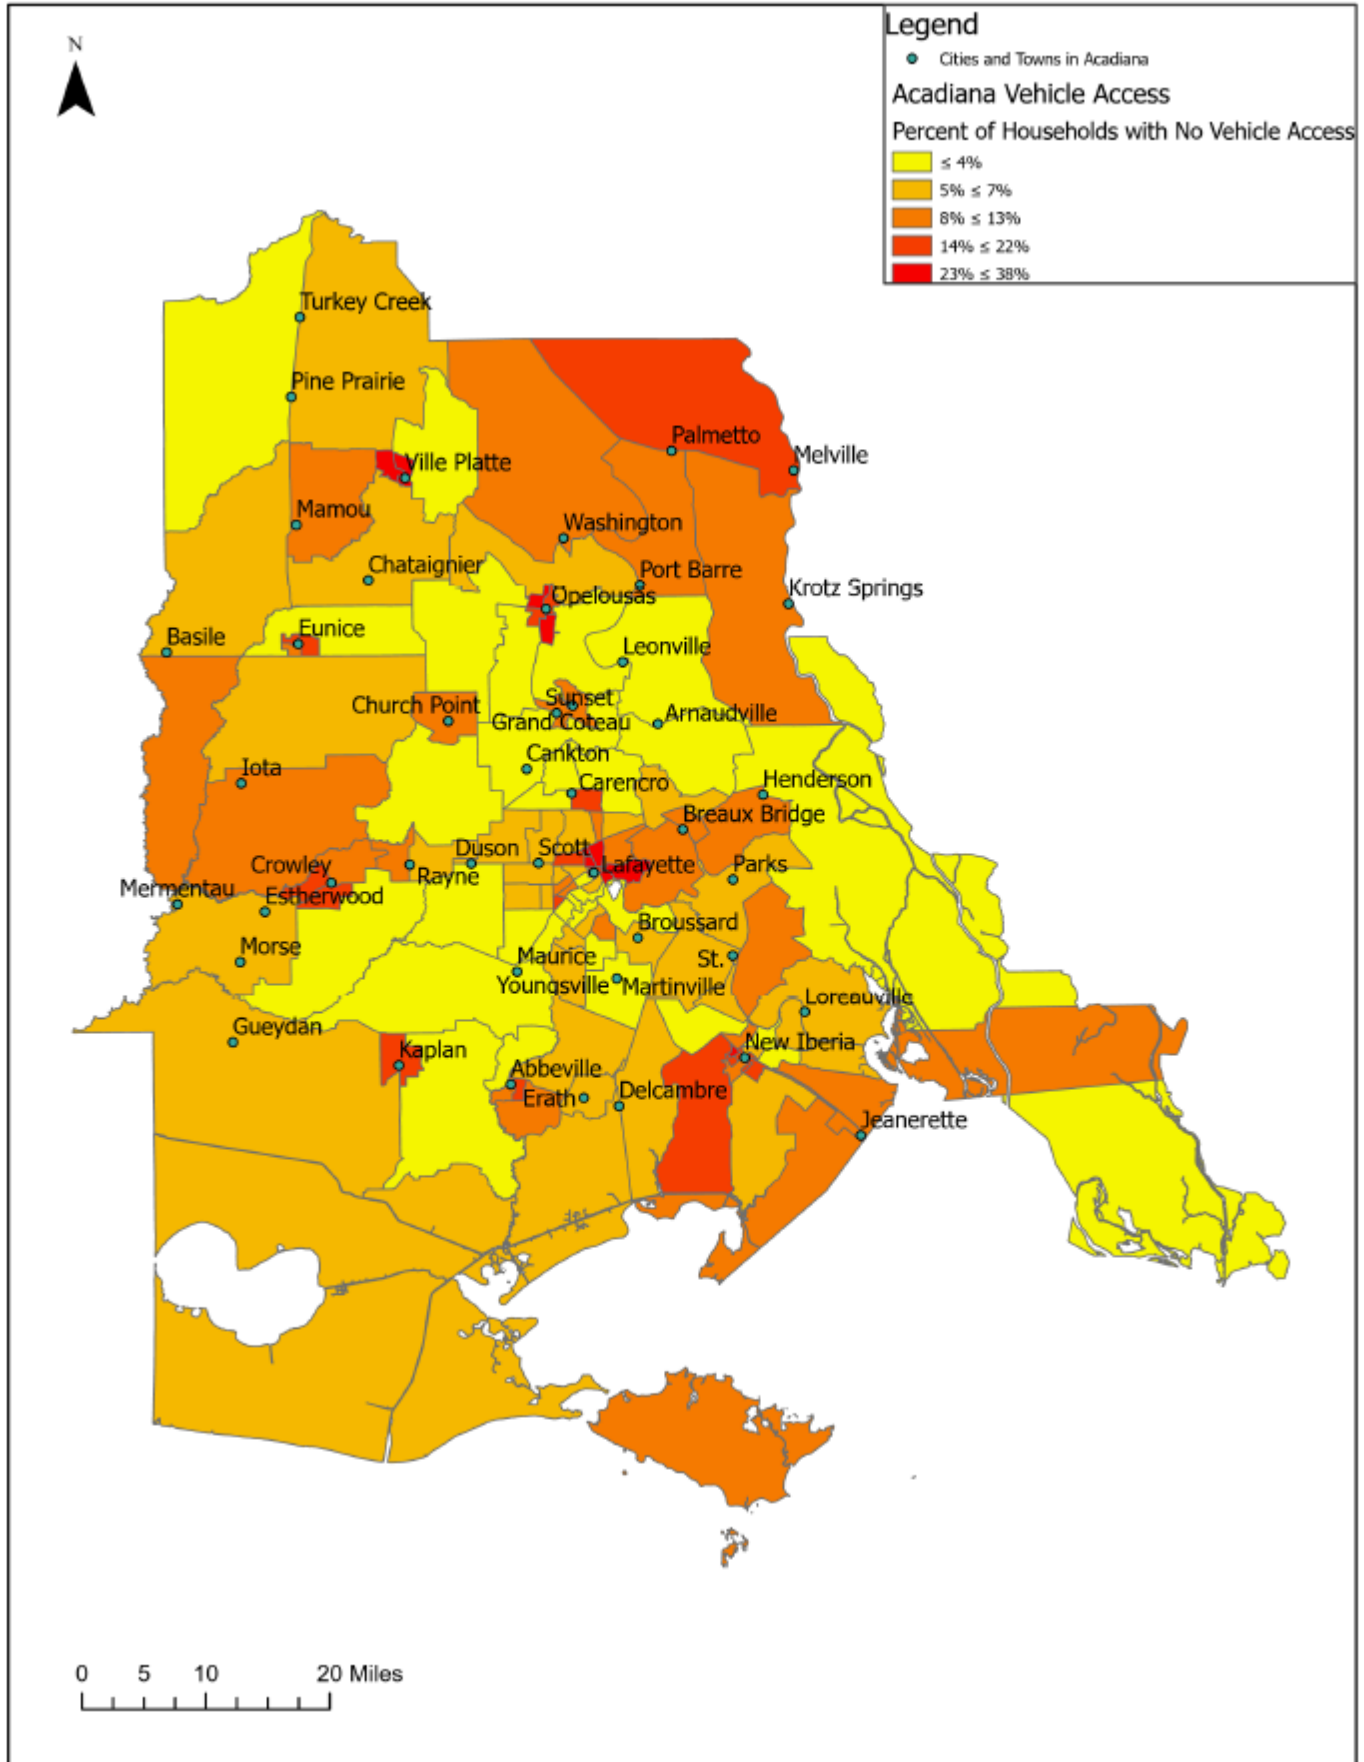 N
Legend
Cities and Towns in Acadiana
Acadiana Vehicle Access
Percent of Households with No Vehicle Access
≤ 4%
5% ≤ 7%
8% ≤ 13%
14% ≤ 22%
23% ≤ 38%
Turkey Creek
Pine Prairie
Palmetto
Melville
Ville Platte
Mamou
Washington
Chataignier
Port Barre
Krotz Springs
Opelousas
Eunice
Basile
Leonville
Sunset
Church Point
Grand Coteau
Arnaudville
Cankton
Iota
Carencro
Henderson
Breaux Bridge
Duson
Scott
Crowley
Rayne
Lafayette
Parks
Mermentau
Estherwood
Broussard
Morse
Maurice
St.
Youngsville
Martinville
Loreauville
Gueydan
Kaplan
New Iberia
Abbeville
Erath
Delcambre
Jeanerette
0 5 10 20 Miles